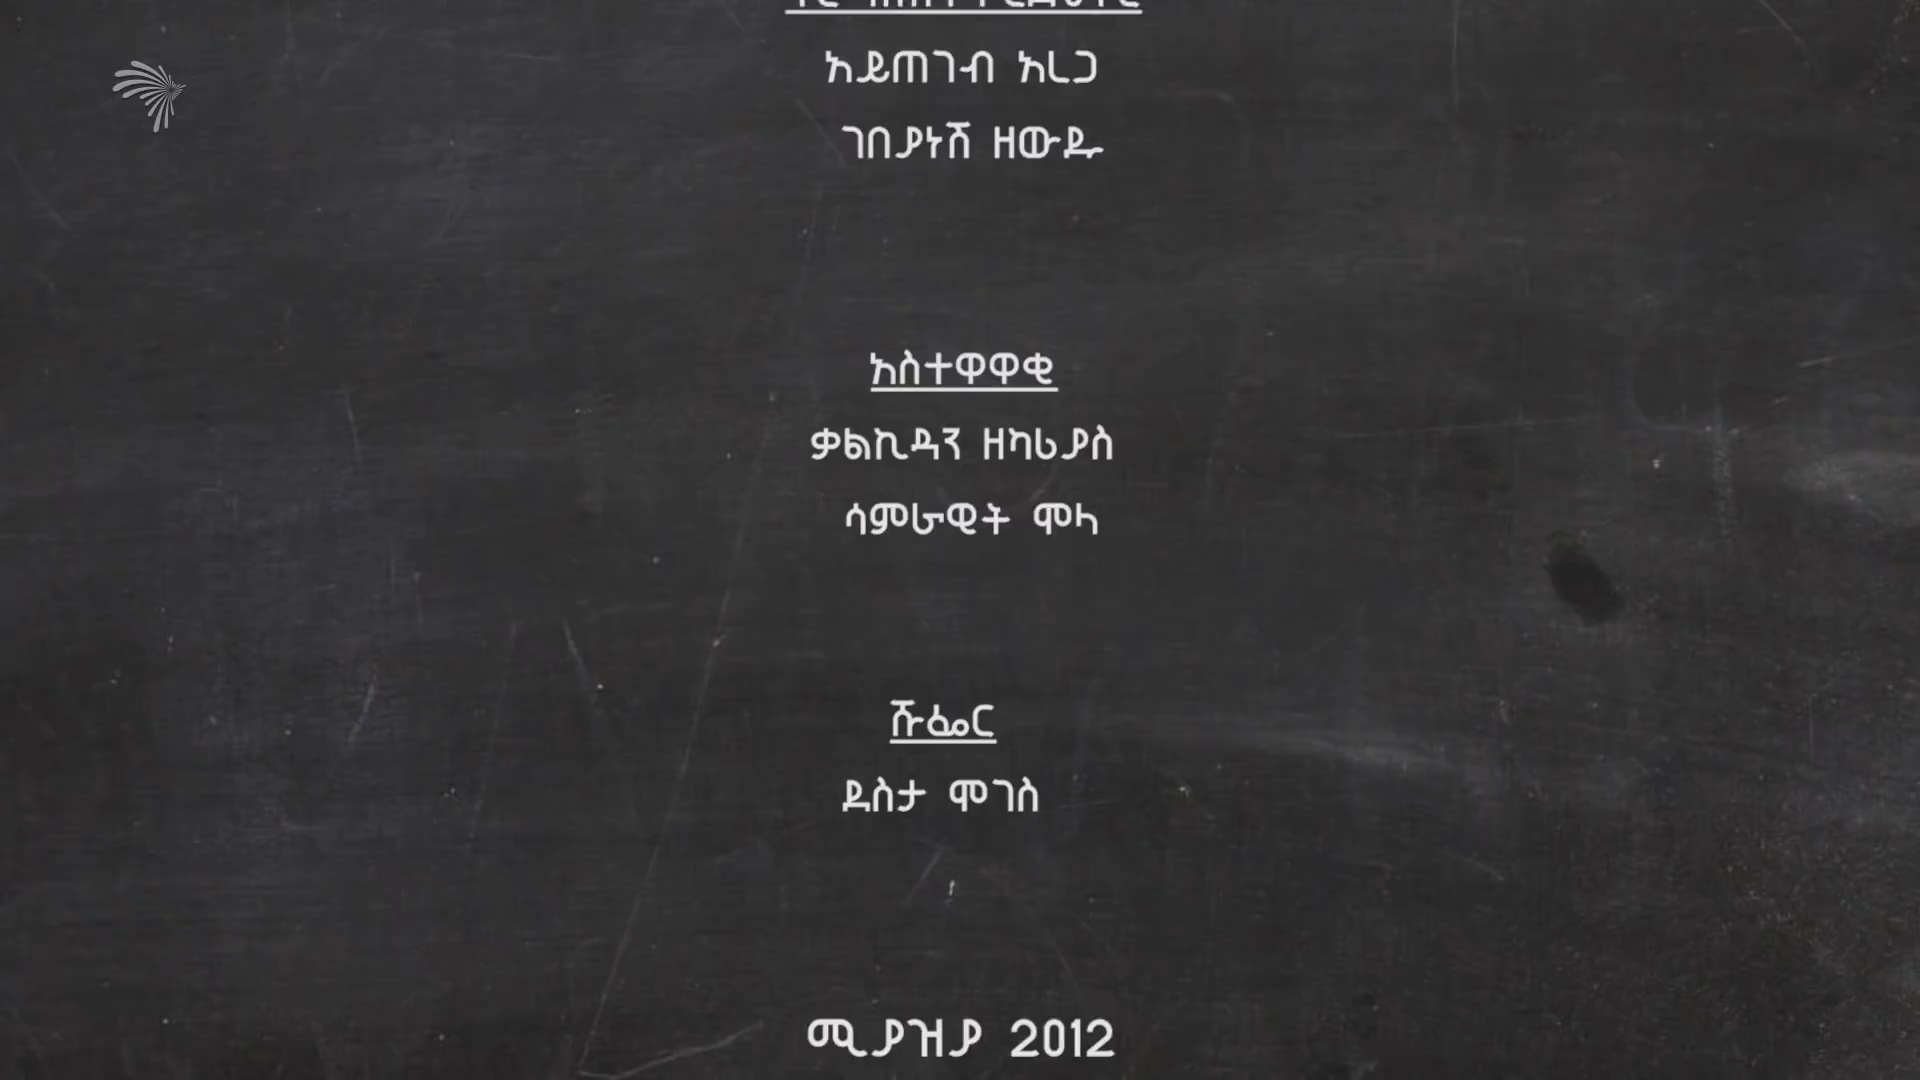 አይጠገብ አረጋ
ገበያነሽ ዘውዱ
አስተዋዋቂ
ቃልኪዳን ዘካሪያስ
ሳምራዊት ሞላ
ሹፌር
ደስታ ሞገስ
ሚያዝያ 2012